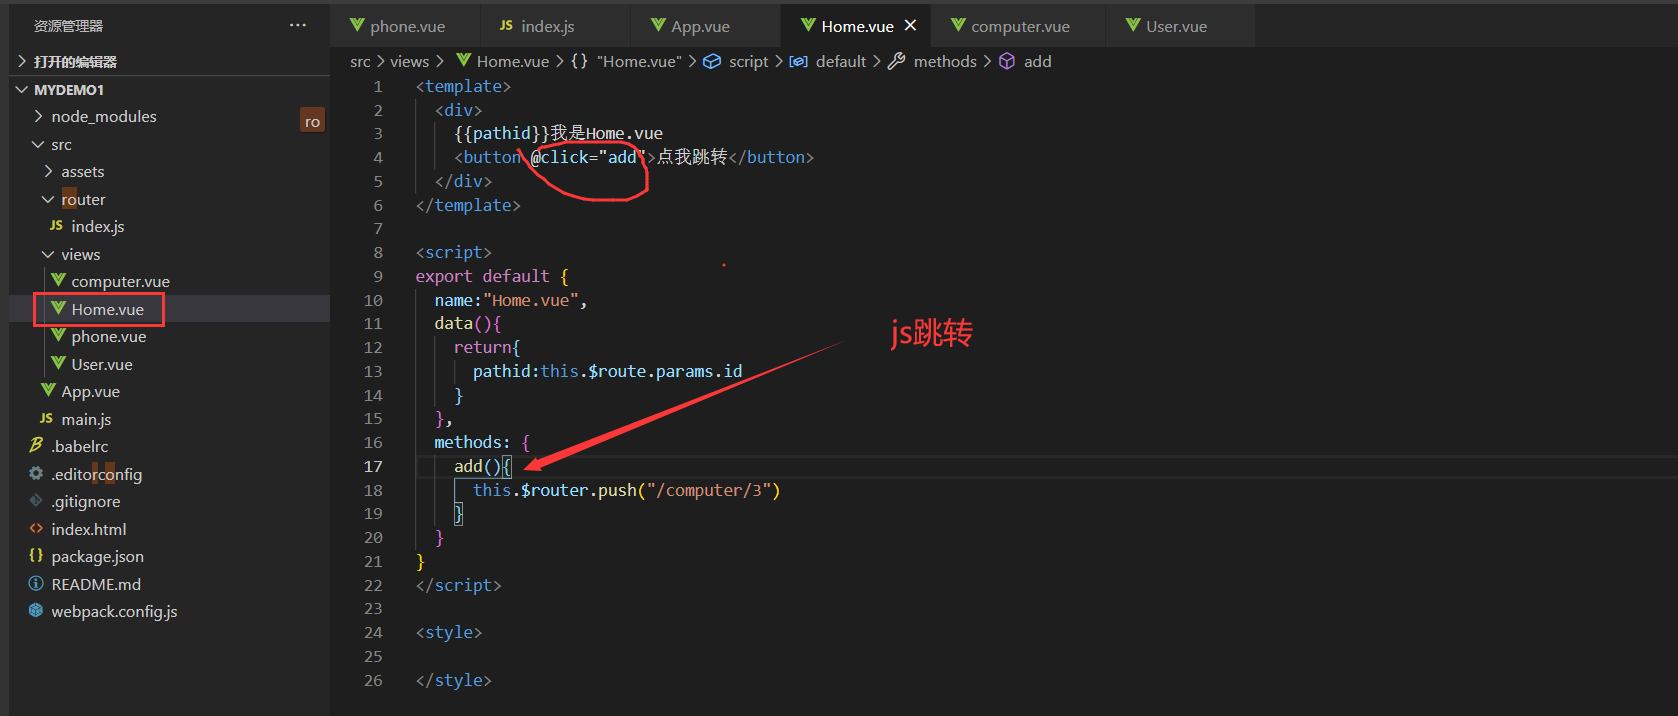 资源管理器 ···
打开的编辑器
MYDEMO1
node_modules
ro
src
assets
router
JS index.js
views
computer.vue
Home.vue
phone.vue
User.vue
App.vue
JS main.js
.babelrc
.editorconfig
.gitignore
index.html
package.json
README.md
webpack.config.js
phone.vue JS index.js App.vue Home.vue × computer.vue User.vue
src > views > Home.vue > {} "Home.vue" > script > default > methods > add
1 <template>
2 <div>
3 {{pathid}}我是Home.vue
4 <button @click="add">点我跳转</button>
5 </div>
6 </template>
7
8 <script>
9 export default {
10 name:"Home.vue",
11 data(){
12 return{
13 pathid:this.$route.params.id
14 }
15 },
16 methods: {
17 add(){
18 this.$router.push("/computer/3")
19 }
20 }
21 }
22 </script>
23
24 <style>
25
26 </style>
js跳转